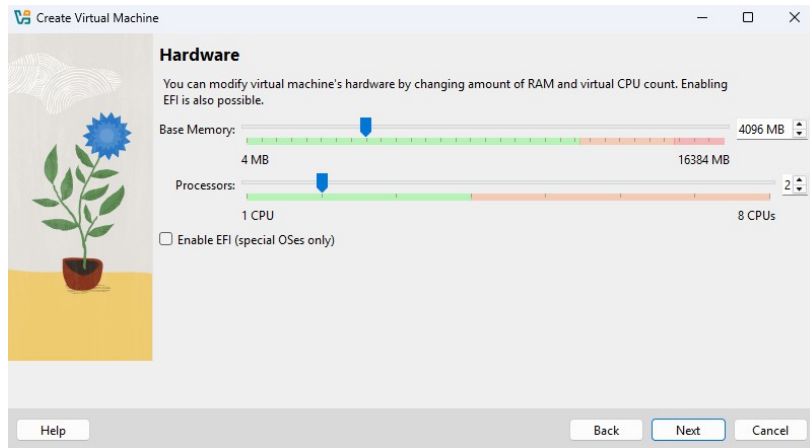 Create Virtual Machine
Hardware
You can modify virtual machine's hardware by changing amount of RAM and virtual CPU count. Enabling
EFI is also possible.
Base Memory: 4096 MB
4 MB 16384 MB
Processors: 2
1 CPU 8 CPUs
Enable EFI (special OSes only)
Help Back Next Cancel